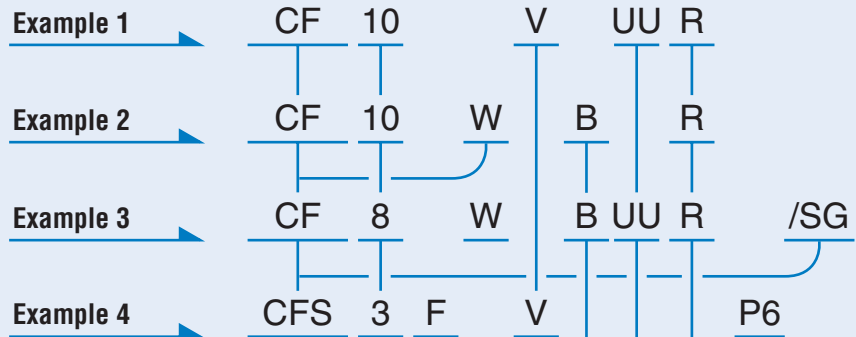 Example 1 CF 10 V UU R
Example 2 CF 10 W B R
Example 3 CF 8 W B UU R /SG
Example 4 CFS 3 F V P6